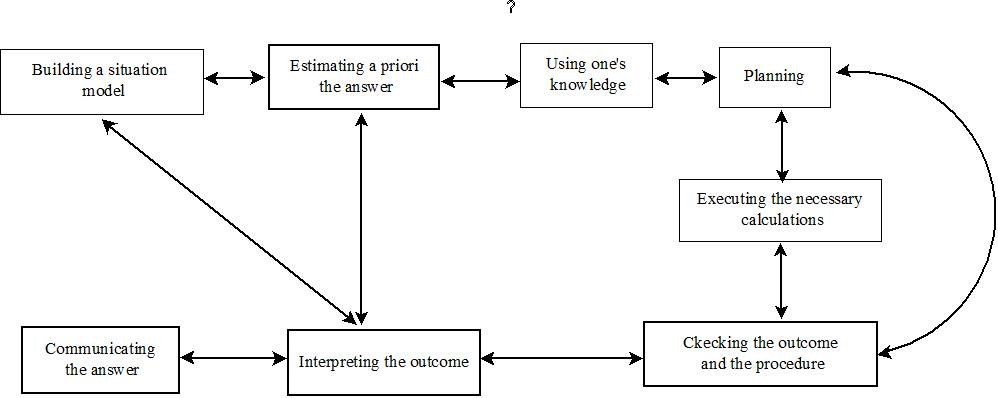 ?
Building a situation
model
Estimating a priori
the answer
Using one's
knowledge
Planning
Executing the necessary
calculations
Communicating
the answer
Interpreting the outcome
Ckecking the outcome
and the procedure